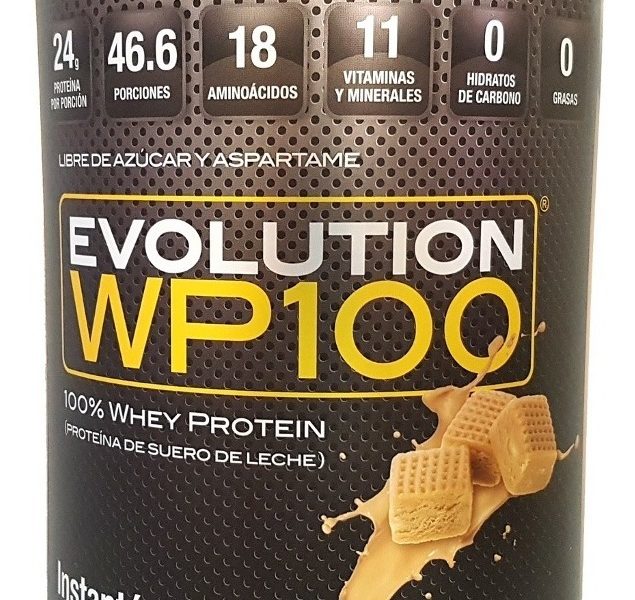 24g
PROTEÍNA
POR PORCIÓN
46.6
PORCIONES
18
AMINOÁCIDOS
11
VITAMINAS
Y MINERALES
0
HIDRATOS
DE CARBONO
0
GRASAS
LIBRE DE AZÚCAR Y ASPARTAME
EVOLUTION®
WP100
100% WHEY PROTEIN
(PROTEÍNA DE SUERO DE LECHE)